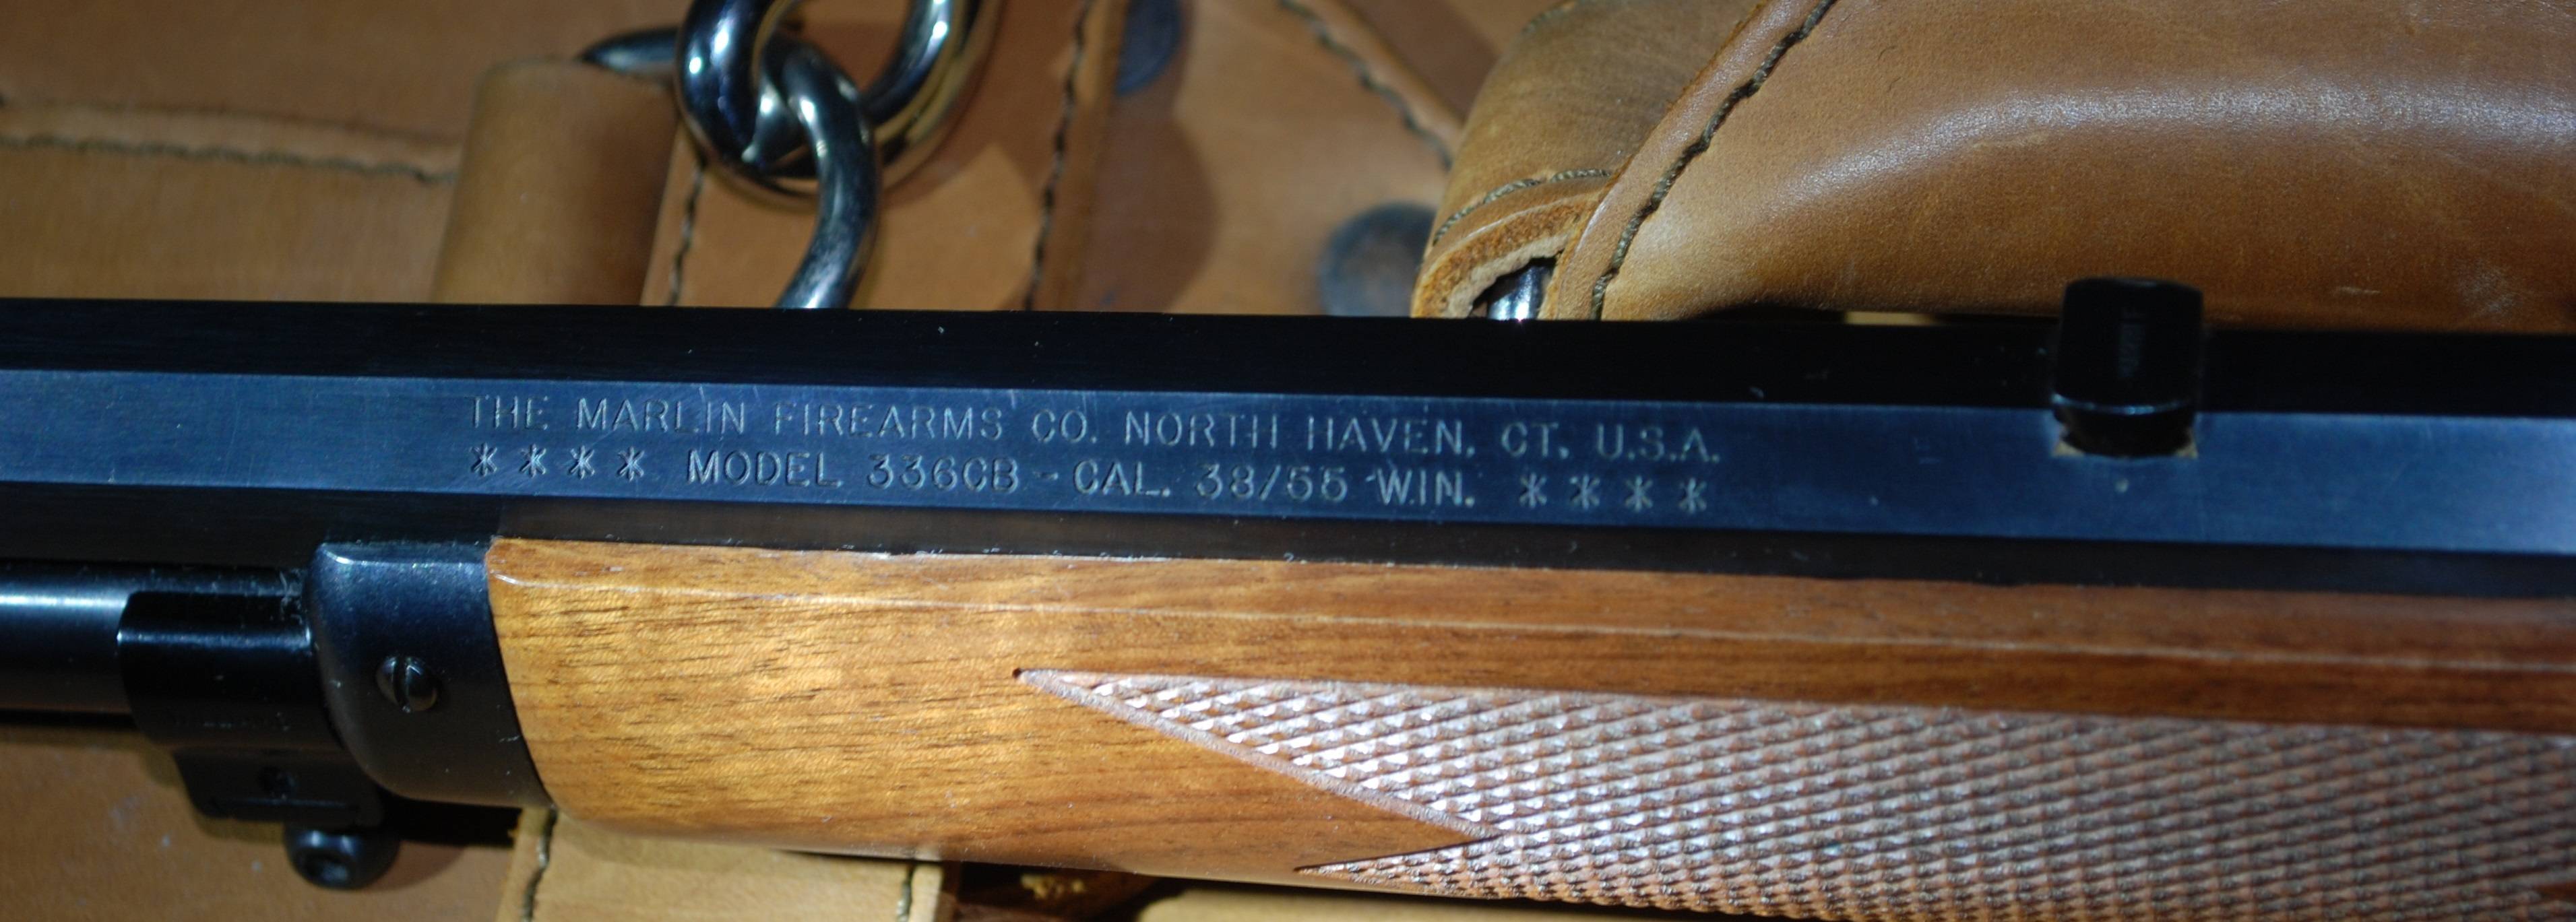 THE MARLIN FIREARMS CO. NORTH HAVEN, CT. U.S.A.
**** MODEL 336CB - CAL. 38/55 WIN. ****